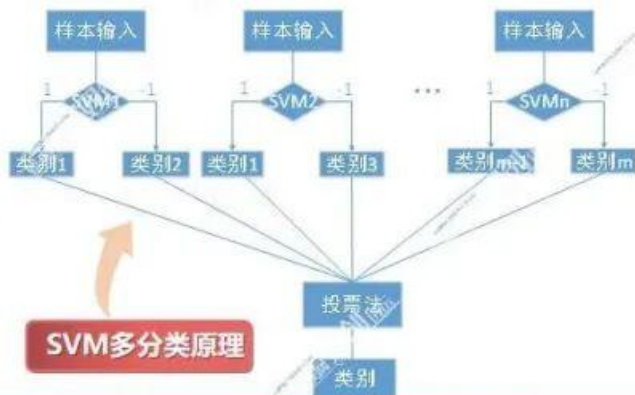 样本输入 样本输入 样本输入
1 SVM1 -1 1 SVM2 -1 … 1 SVMn -1
类别1 类别2 类别1 类别3 类别m-1 类别m
投票法
SVM多分类原理
类别